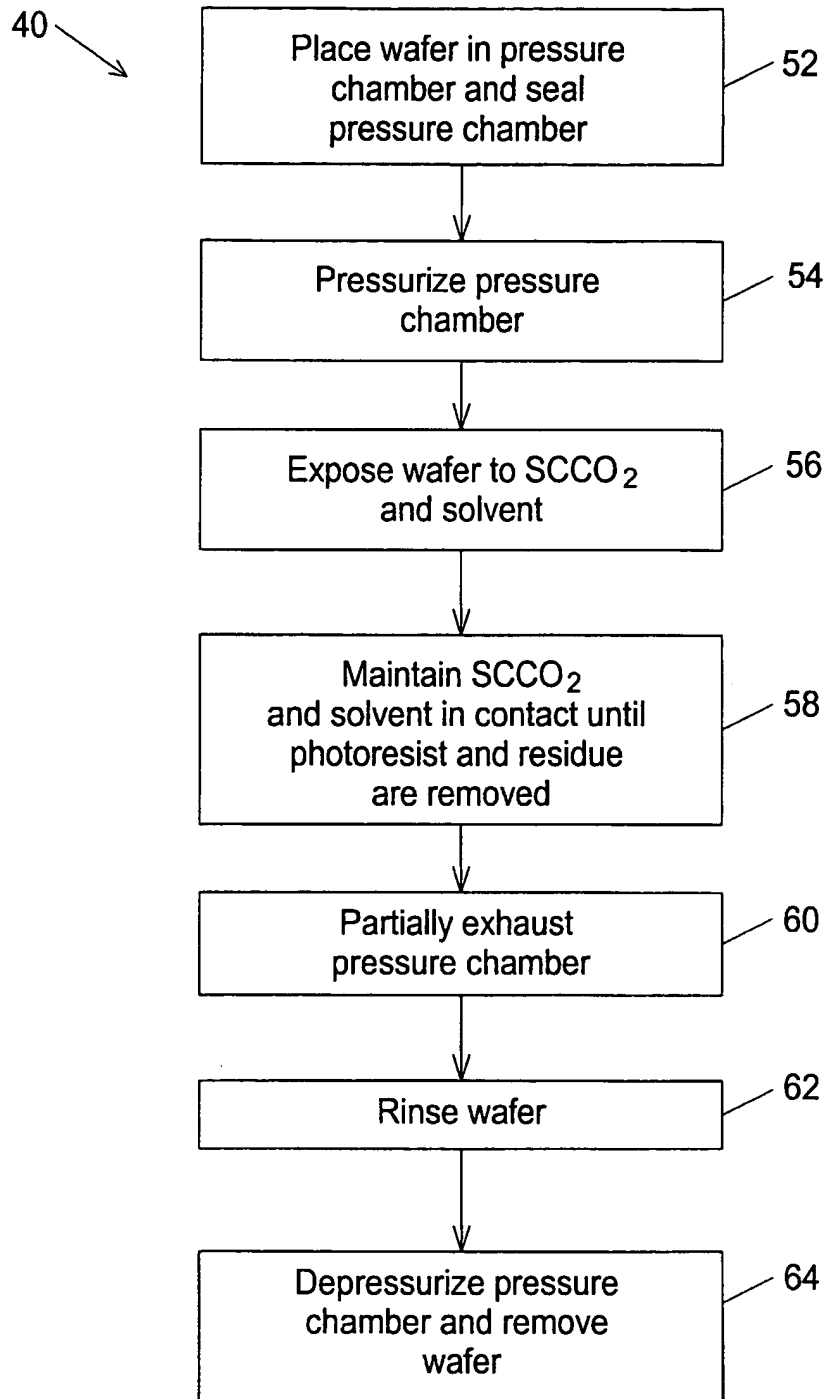 40
Place wafer in pressure
chamber and seal
pressure chamber
52
Pressurize pressure
chamber
54
Expose wafer to SCCO₂
and solvent
56
Maintain SCCO₂
and solvent in contact until
photoresist and residue
are removed
58
Partially exhaust
pressure chamber
60
Rinse wafer
62
Depressurize pressure
chamber and remove
wafer
64